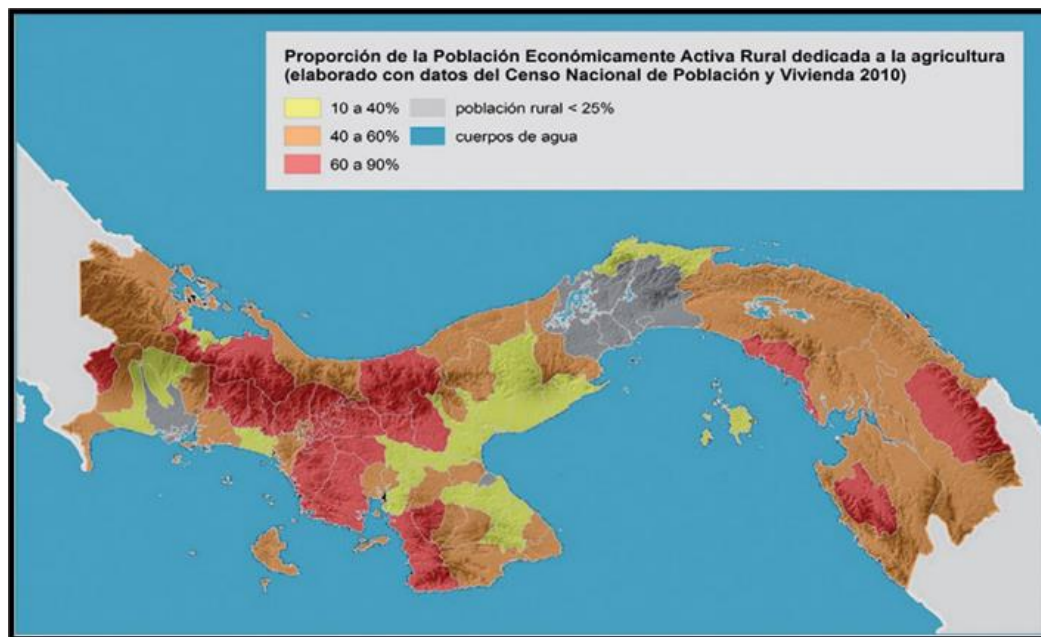 Proporción de la Población Económicamente Activa Rural dedicada a la agricultura
(elaborado con datos del Censo Nacional de Población y Vivienda 2010)
10 a 40%
población rural < 25%
40 a 60%
cuerpos de agua
60 a 90%